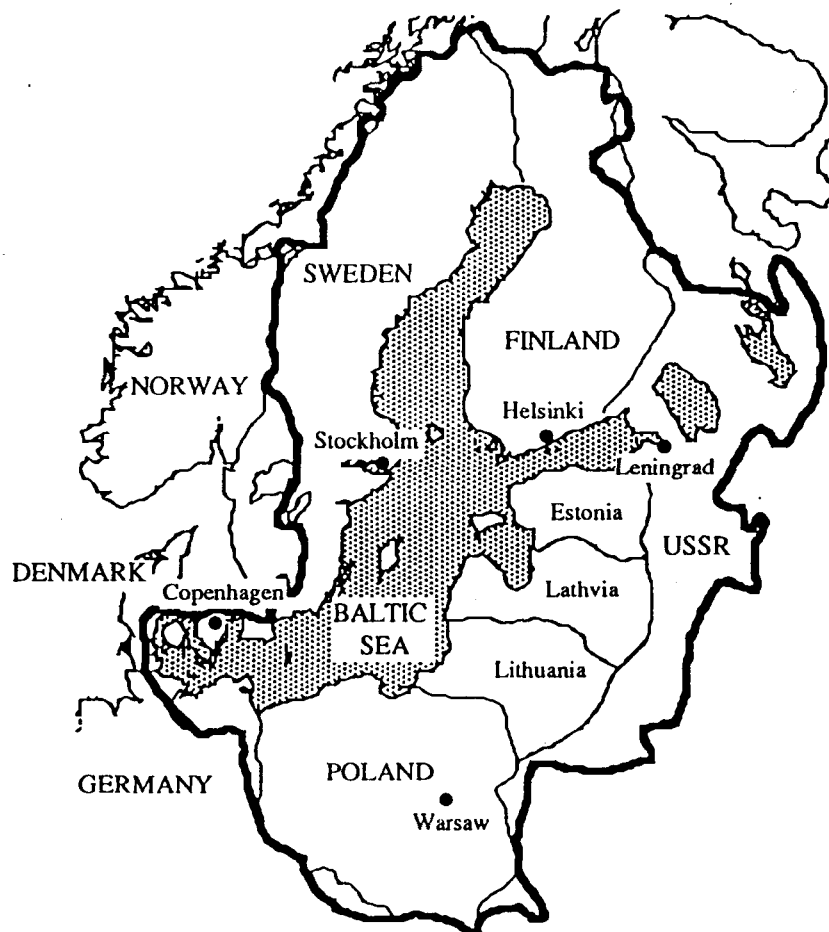 SWEDEN
FINLAND
NORWAY
Helsinki
Stockholm
Leningrad
Estonia
USSR
DENMARK
Copenhagen
Lathvia
BALTIC
SEA
Lithuania
POLAND
GERMANY
Warsaw